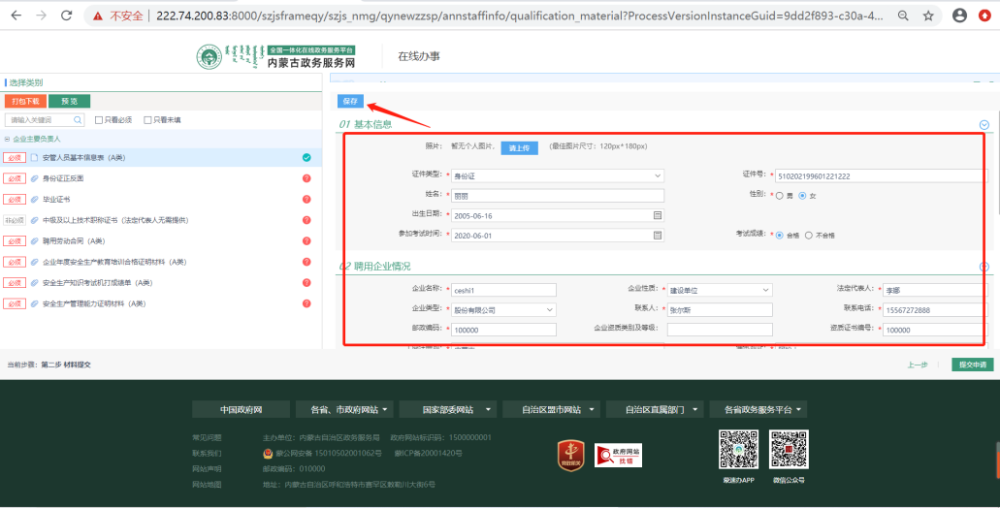 不安全 | 222.74.200.83:8000/szjsframeqy/szjs_nmg/qynewzzsp/annstaffinfo/qualification_material?ProcessVersionInstanceGuid=9dd2f893-c30a-4...
全国一体化在线政务服务平台
内蒙古政务服务网
在线办事
选择类别
打包下载 预览
请输入关键词 只看必须 只看未填
企业主要负责人
必须 安管人员基本信息表（A类）
必须 身份证正反面
必须 毕业证书
非必须 中级及以上技术职称证书（法定代表人无需提供）
必须 聘用劳动合同（A类）
必须 企业年度安全生产教育培训合格证明材料（A类）
必须 安全生产知识考试机打成绩单（A类）
必须 安全生产管理能力证明材料（A类）
保存
01 基本信息
照片： 暂无个人图片， 请上传 (最佳图片尺寸：120px*180px)
证件类型：* 身份证 证件号：* 510202199601221222
姓名：* 丽丽 性别：* 男 女
出生日期：* 2005-06-16
参加考试时间：* 2020-06-01 考试成绩：* 合格 不合格
02 聘用企业情况
企业名称：* ceshi1 企业性质：* 建设单位 法定代表人：* 李娜
企业类型：* 股份有限公司 联系人：* 张尔斯 联系电话：* 15567272888
邮政编码：* 100000 企业资质类别及等级： 资质证书编号：* 100000
当前步骤：第二步 材料提交 上一步 提交申请
中国政府网 各省、市政府网站 国家部委网站 自治区盟市网站 自治区直属部门 各省政务服务平台
常见问题 主办单位：内蒙古自治区政务服务局 政府网站标识码：1500000001
联系我们 蒙公网安备 15010502001062号 蒙ICP备20001420号
网站声明 邮政编码：010000
网站地图 地址：内蒙古自治区呼和浩特市赛罕区敕勒川大街6号
党政机关
政府网站
找错
蒙速办APP 微信公众号